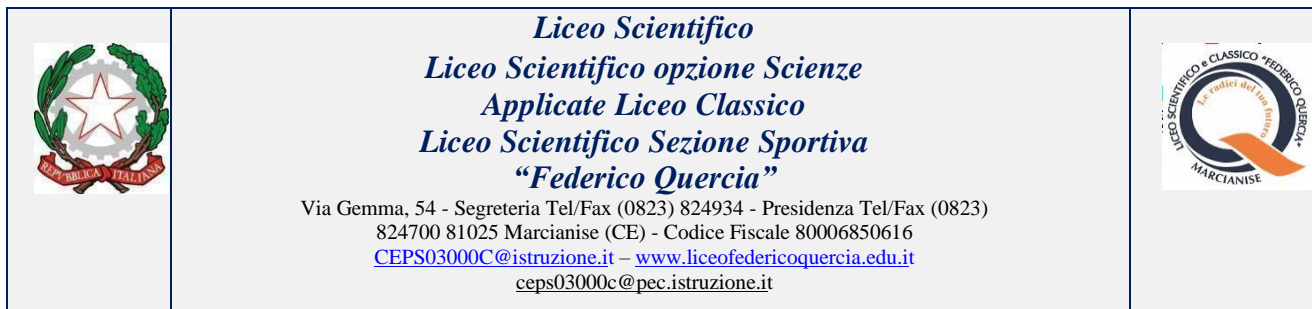 REPVBBLICA ITALIANA
Liceo Scientifico
Liceo Scientifico opzione Scienze
Applicate Liceo Classico
Liceo Scientifico Sezione Sportiva
“Federico Quercia”
Via Gemma, 54 - Segreteria Tel/Fax (0823) 824934 - Presidenza Tel/Fax (0823)
824700 81025 Marcianise (CE) - Codice Fiscale 80006850616
CEPS03000C@istruzione.it – www.liceofedericoquercia.edu.it
ceps03000c@pec.istruzione.it
LICEO SCIENTIFICO e CLASSICO "FEDERICO QUERCIA"
Le radici del tuo futuro
MARCIANISE